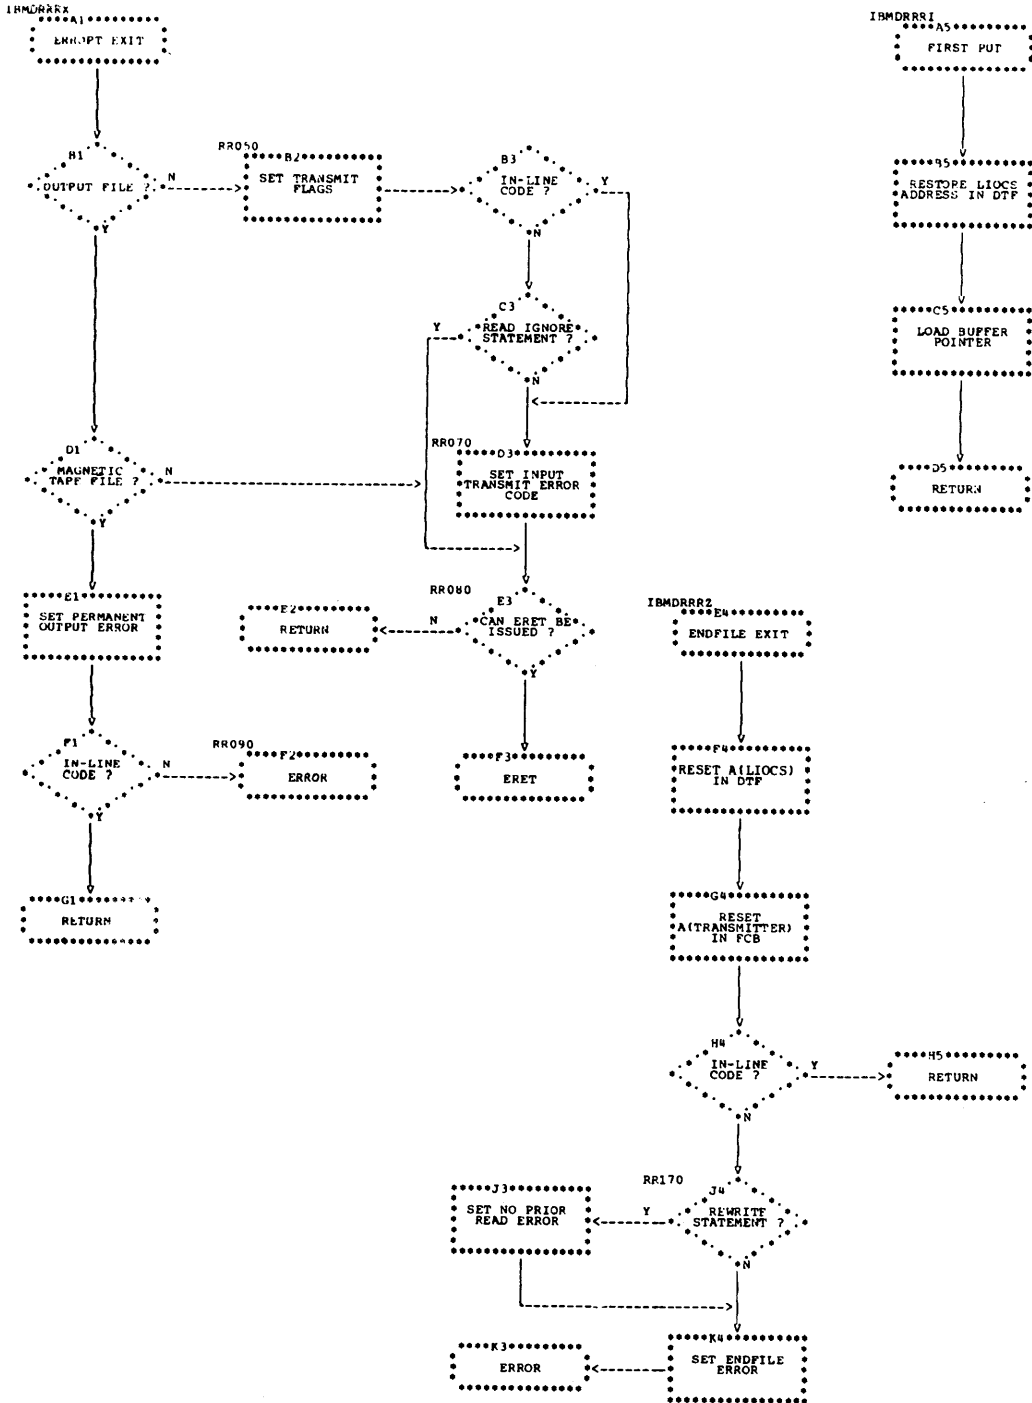 IBMDRRRX
A1
ERROPT EXIT
IBMDRRRI
A5
FIRST PUT
B1
OUTPUT FILE ?
N
Y
RR050
B2
SET TRANSMIT
FLAGS
B3
IN-LINE
CODE ?
Y
N
B5
RESTOPE LIOCS
ADDRESS IN DTF
C3
READ IGNORE
STATEMENT ?
Y
N
C5
LOAD BUFFER
POINTER
D1
MAGNETIC
TAPF FILE ?
N
Y
RR070
D3
SET INPUT
TRANSMIT ERROR
CODE
D5
RETURN
E1
SET PERMANENT
OUTPUT ERROR
E2
RETURN
RR080
E3
CAN ERET BE
ISSUED ?
N
Y
IBMDRRR2
E4
ENDFILE EXIT
F1
IN-LINE
CODE ?
N
Y
RR090
F2
ERROR
F3
ERET
F4
RESET A(LIOCS)
IN DTF
G1
RETURN
G4
RESET
A(TRANSMITTER)
IN FCB
H4
IN-LINE
CODE ?
Y
N
H5
RETURN
J3
SET NO PRIOR
READ ERROR
RR170
J4
REWRITE
STATEMENT ?
Y
N
K3
ERROR
K4
SET ENDFILE
ERROR